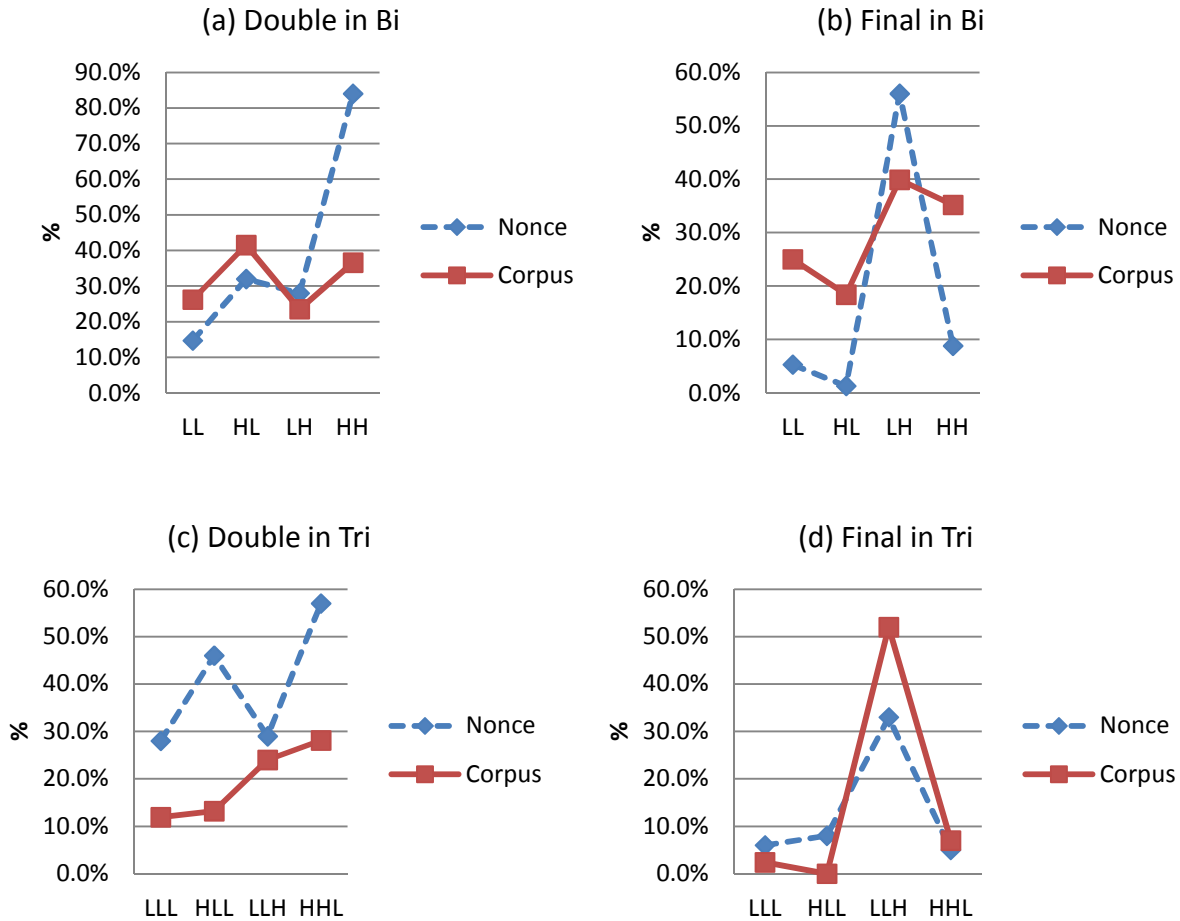 (a) Double in Bi
90.0%
80.0%
70.0%
60.0%
50.0%
40.0%
30.0%
20.0%
10.0%
0.0%
%
LL HL LH HH
Nonce
Corpus
(b) Final in Bi
60.0%
50.0%
40.0%
30.0%
20.0%
10.0%
0.0%
%
LL HL LH HH
Nonce
Corpus
(c) Double in Tri
60.0%
50.0%
40.0%
30.0%
20.0%
10.0%
0.0%
%
LLL HLL LLH HHL
Nonce
Corpus
(d) Final in Tri
60.0%
50.0%
40.0%
30.0%
20.0%
10.0%
0.0%
%
LLL HLL LLH HHL
Nonce
Corpus